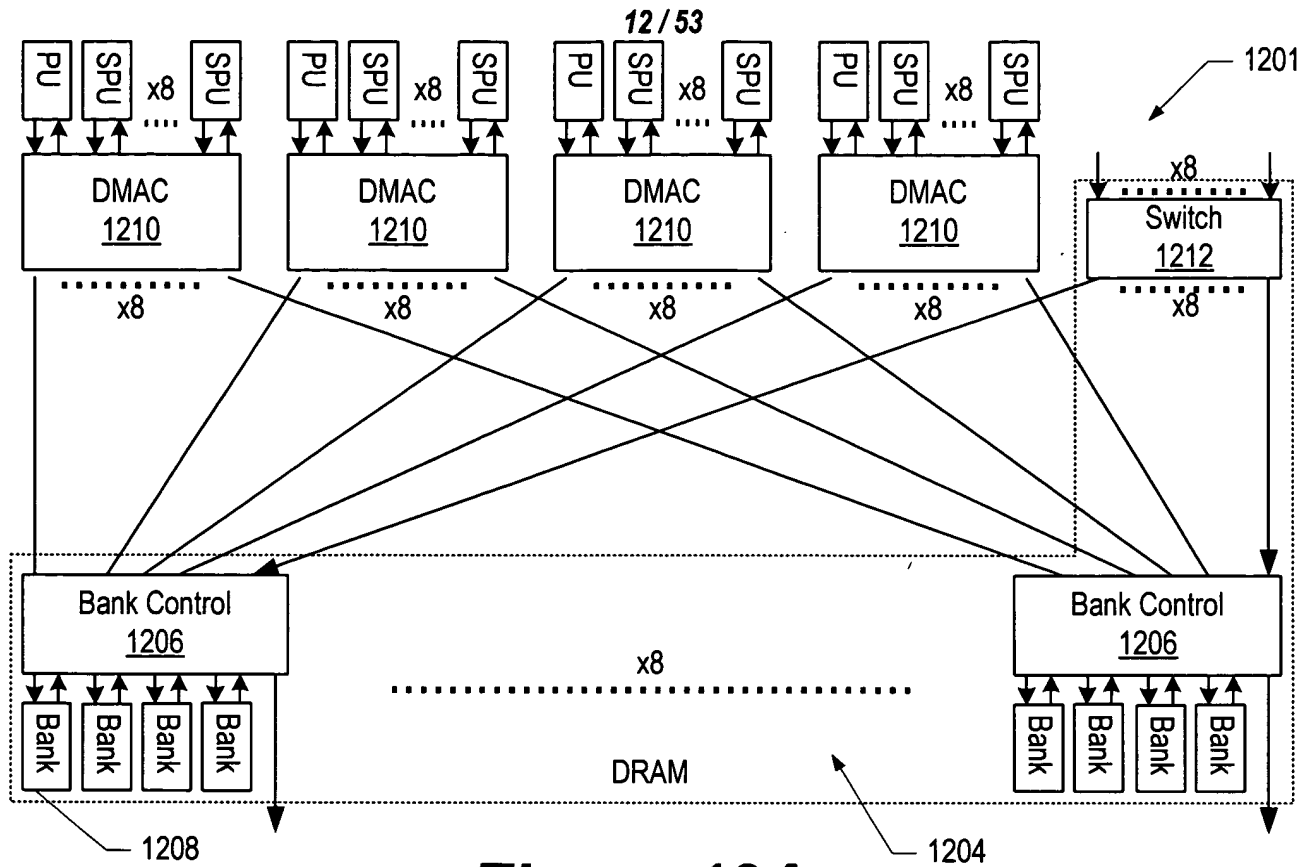 12 / 53
PU SPU x8 SPU PU SPU x8 SPU PU SPU x8 SPU PU SPU x8 SPU
1201
DMAC 1210
DMAC 1210
DMAC 1210
DMAC 1210
x8
Switch 1212
x8
x8
x8
x8
x8
Bank Control 1206
Bank Control 1206
x8
Bank Bank Bank Bank
Bank Bank Bank Bank
DRAM
1208
1204